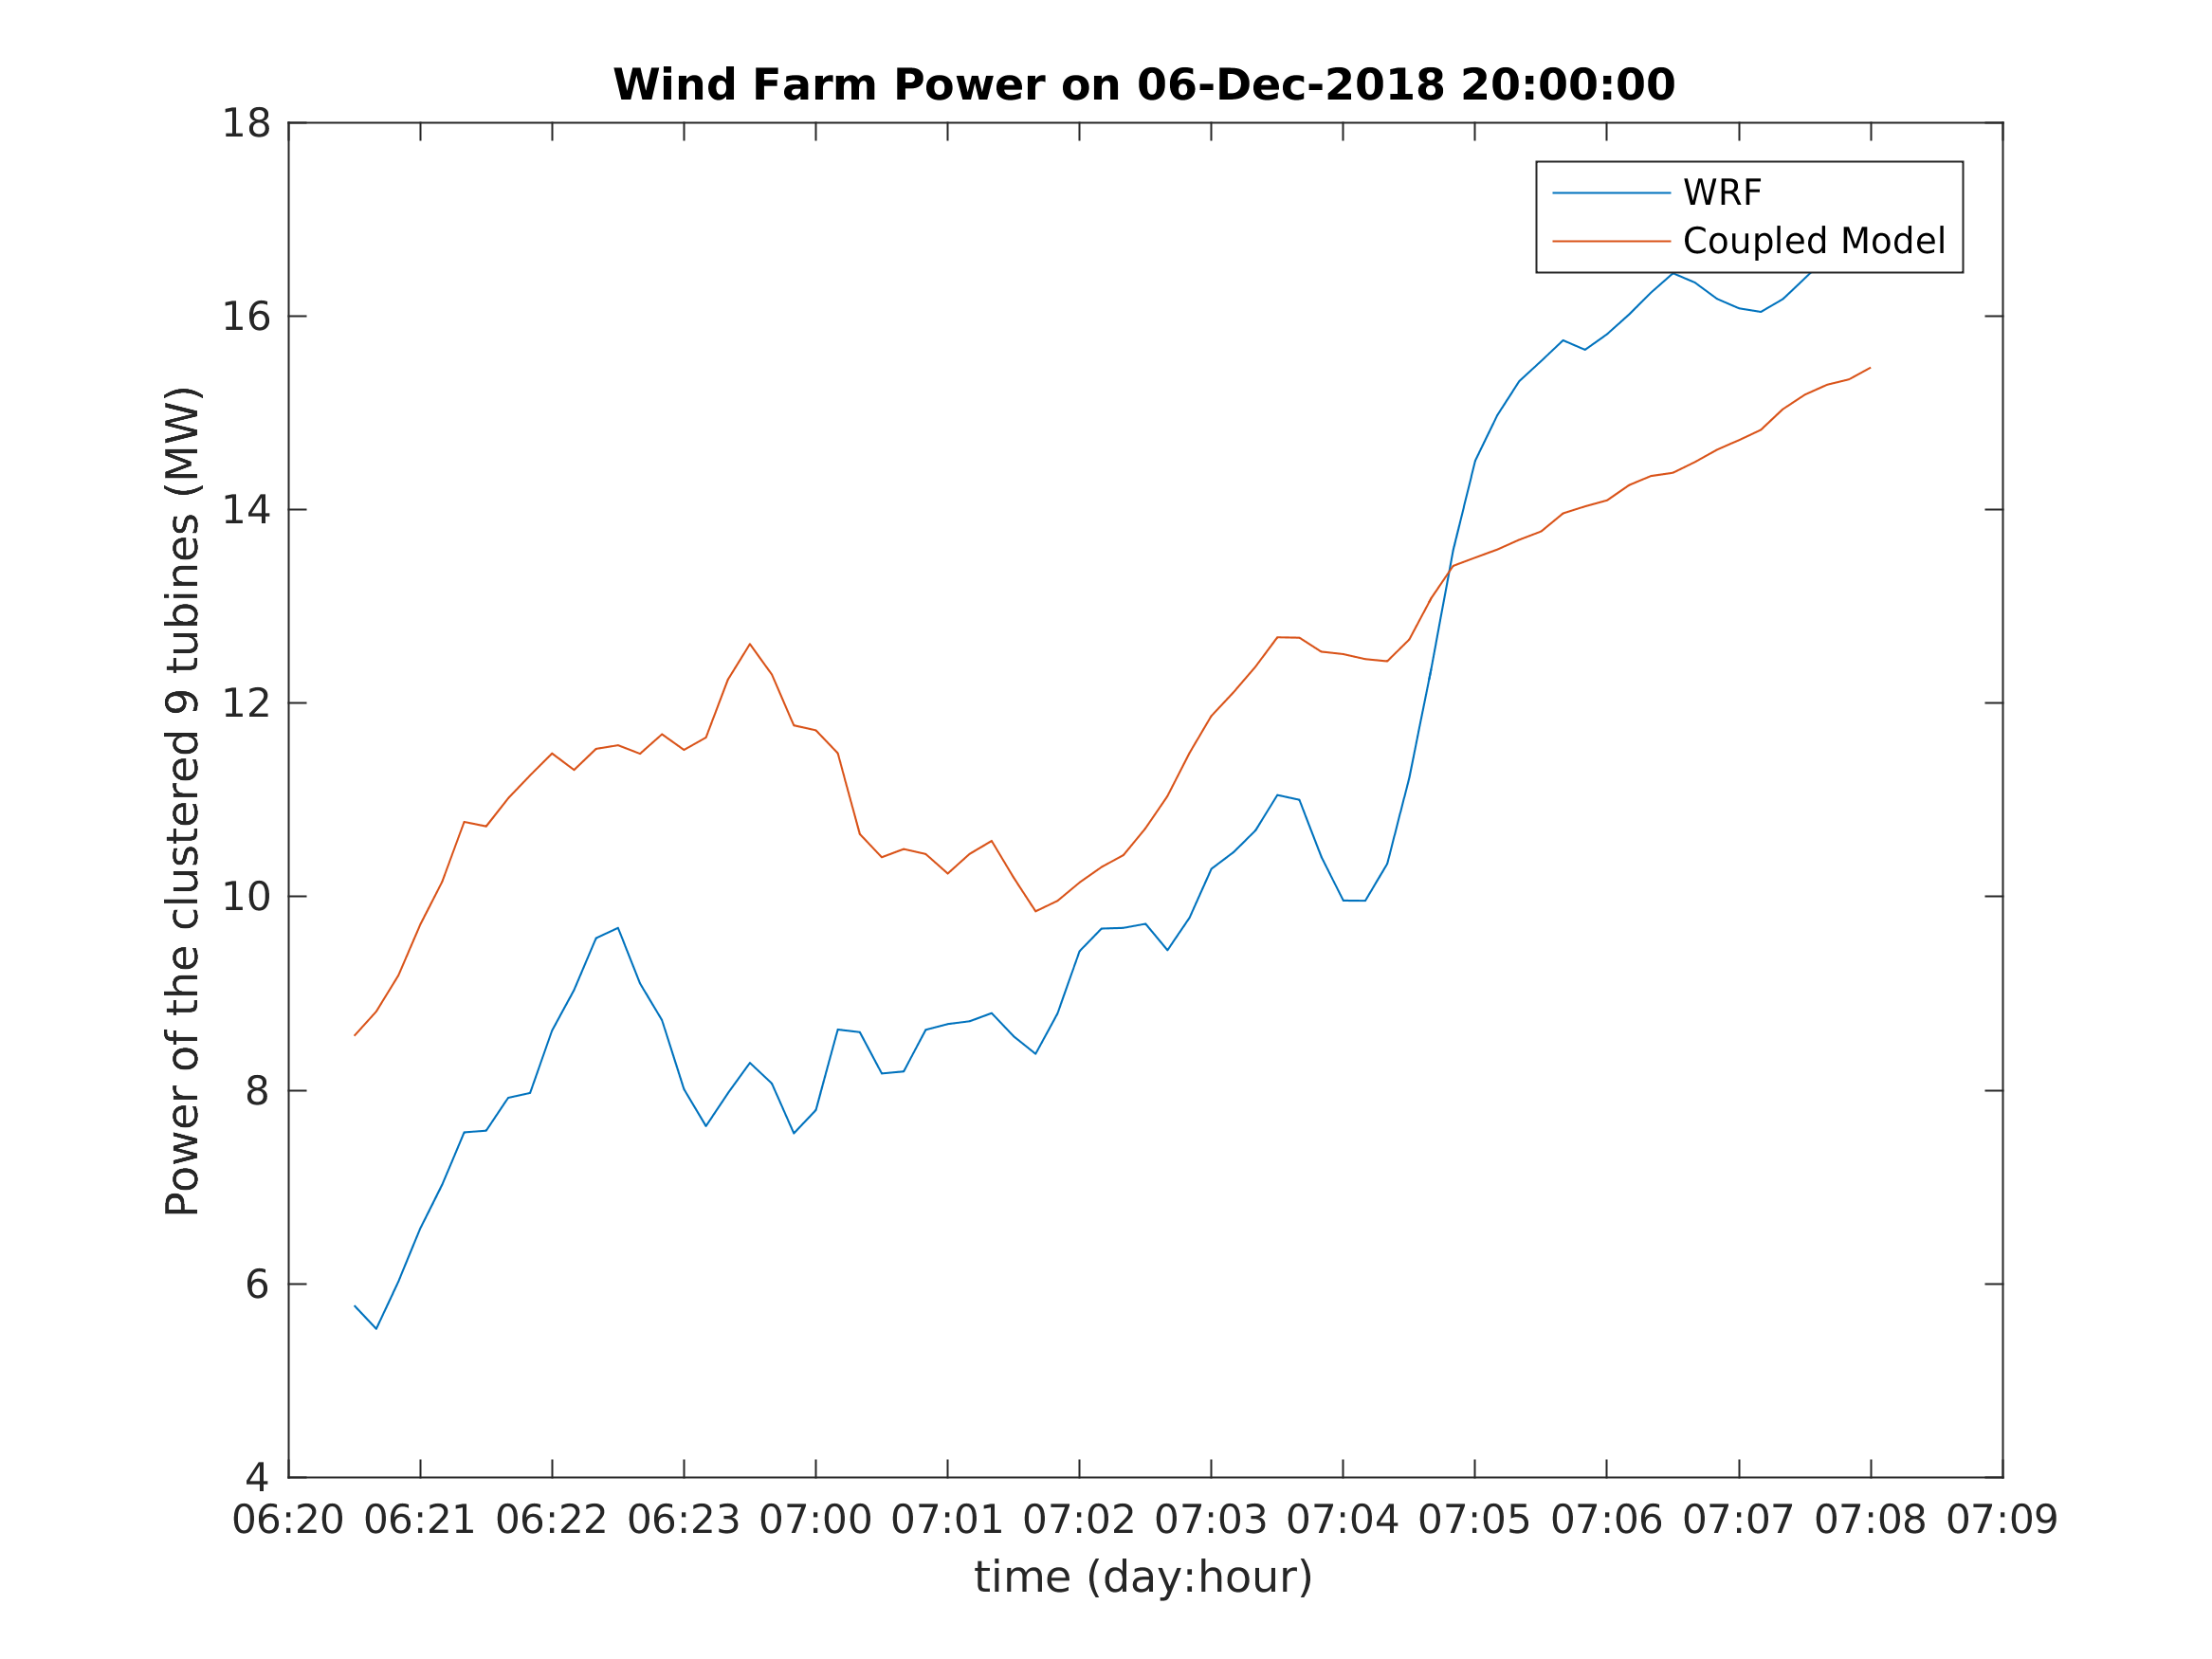 Wind Farm Power on 06-Dec-2018 20:00:00
18
16
14
12
10
8
6
4
Power of the clustered 9 tubines (MW)
WRF
Coupled Model
06:20 06:21 06:22 06:23 07:00 07:01 07:02 07:03 07:04 07:05 07:06 07:07 07:08 07:09
time (day:hour)